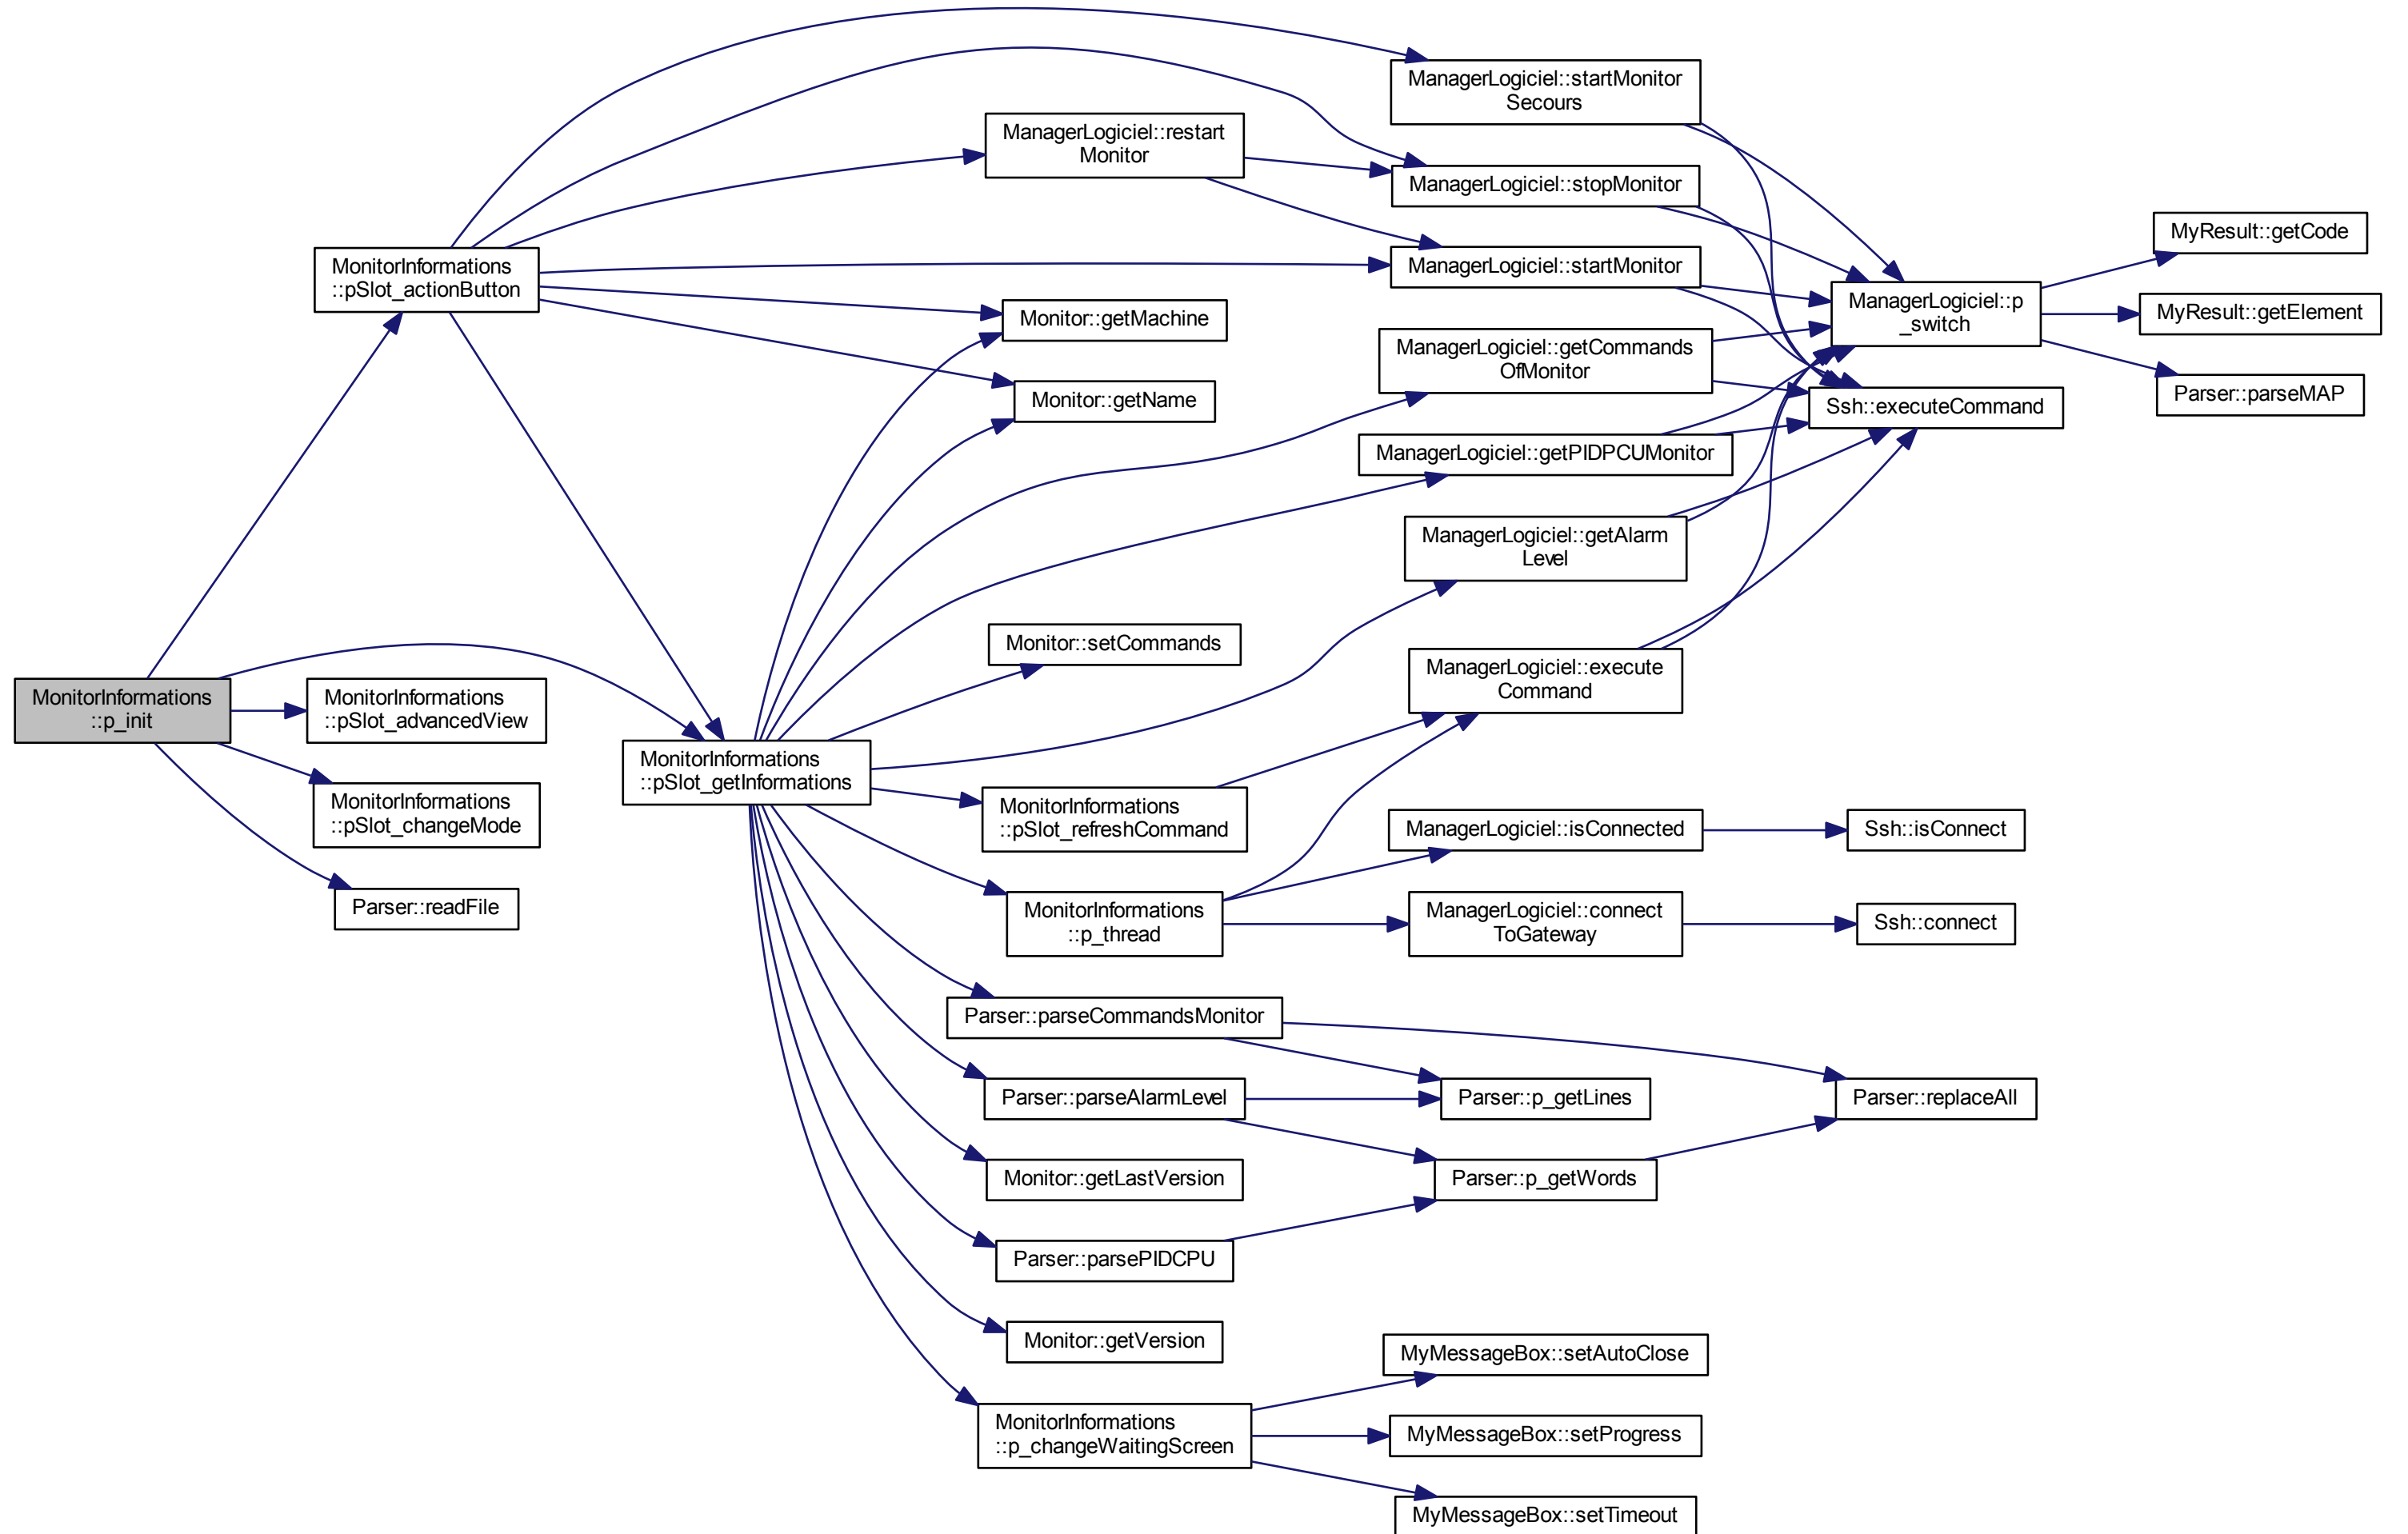 MonitorInformations
::p_init
MonitorInformations
::pSlot_actionButton
MonitorInformations
::pSlot_advancedView
MonitorInformations
::pSlot_changeMode
Parser::readFile
MonitorInformations
::pSlot_getInformations
ManagerLogiciel::restart
Monitor
Monitor::getMachine
Monitor::getName
Monitor::setCommands
MonitorInformations
::pSlot_refreshCommand
MonitorInformations
::p_thread
Parser::parseCommandsMonitor
Parser::parseAlarmLevel
Monitor::getLastVersion
Parser::parsePIDCPU
Monitor::getVersion
MonitorInformations
::p_changeWaitingScreen
ManagerLogiciel::startMonitor
Secours
ManagerLogiciel::stopMonitor
ManagerLogiciel::startMonitor
ManagerLogiciel::getCommands
OfMonitor
ManagerLogiciel::getPIDPCUMonitor
ManagerLogiciel::getAlarm
Level
ManagerLogiciel::execute
Command
ManagerLogiciel::isConnected
ManagerLogiciel::connect
ToGateway
Parser::p_getLines
Parser::p_getWords
MyMessageBox::setAutoClose
MyMessageBox::setProgress
MyMessageBox::setTimeout
ManagerLogiciel::p
_switch
Ssh::executeCommand
Ssh::isConnect
Ssh::connect
Parser::replaceAll
MyResult::getCode
MyResult::getElement
Parser::parseMAP